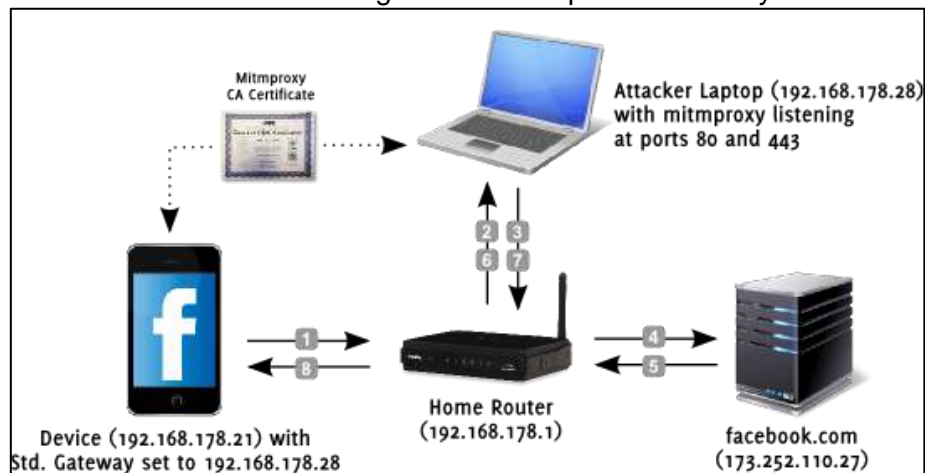 Mitmproxy
CA Certificate
Attacker Laptop (192.168.178.28)
with mitmproxy listening
at ports 80 and 443
2
3
6
7
f
1
8
4
5
Home Router
(192.168.178.1)
Device (192.168.178.21) with
Std. Gateway set to 192.168.178.28
facebook.com
(173.252.110.27)